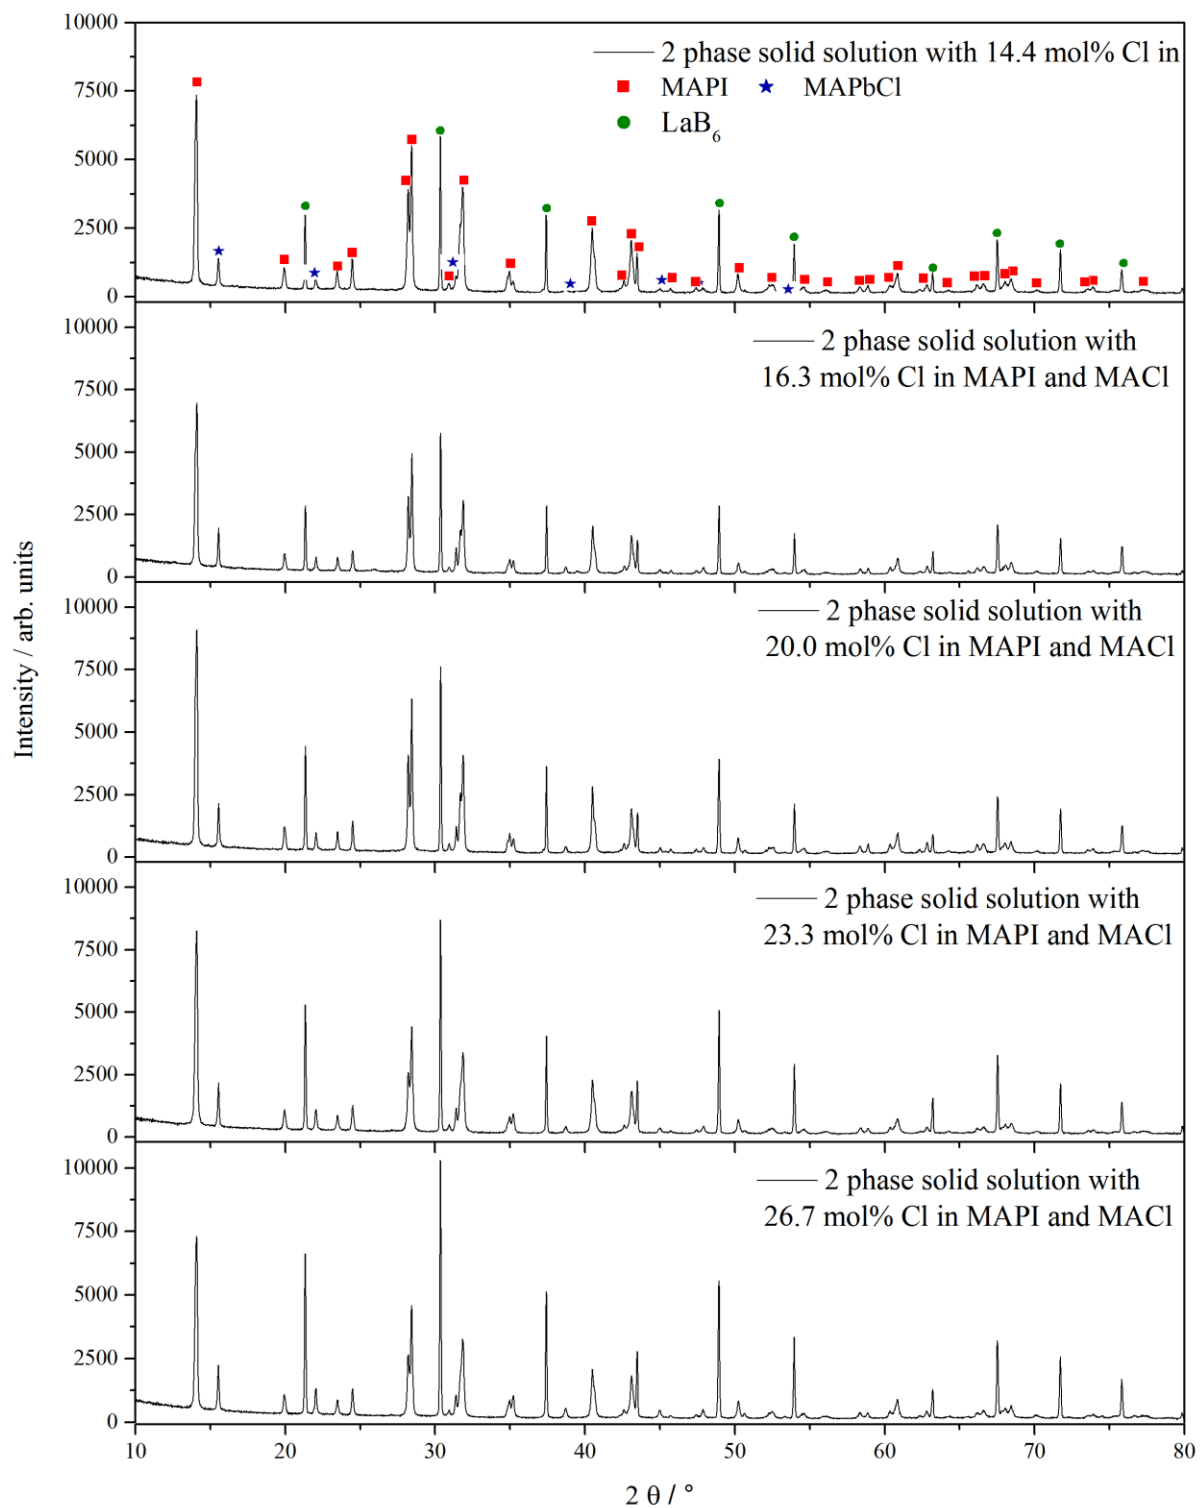 10000
7500
5000
2500
0
2 phase solid solution with 14.4 mol% Cl in
MAPI
MAPbCl
LaB6
10000
7500
5000
2500
0
2 phase solid solution with
16.3 mol% Cl in MAPI and MACl
10000
7500
5000
2500
0
2 phase solid solution with
20.0 mol% Cl in MAPI and MACl
10000
7500
5000
2500
0
2 phase solid solution with
23.3 mol% Cl in MAPI and MACl
10000
7500
5000
2500
0
2 phase solid solution with
26.7 mol% Cl in MAPI and MACl
Intensity / arb. units
10 20 30 40 50 60 70 80
2 θ / °